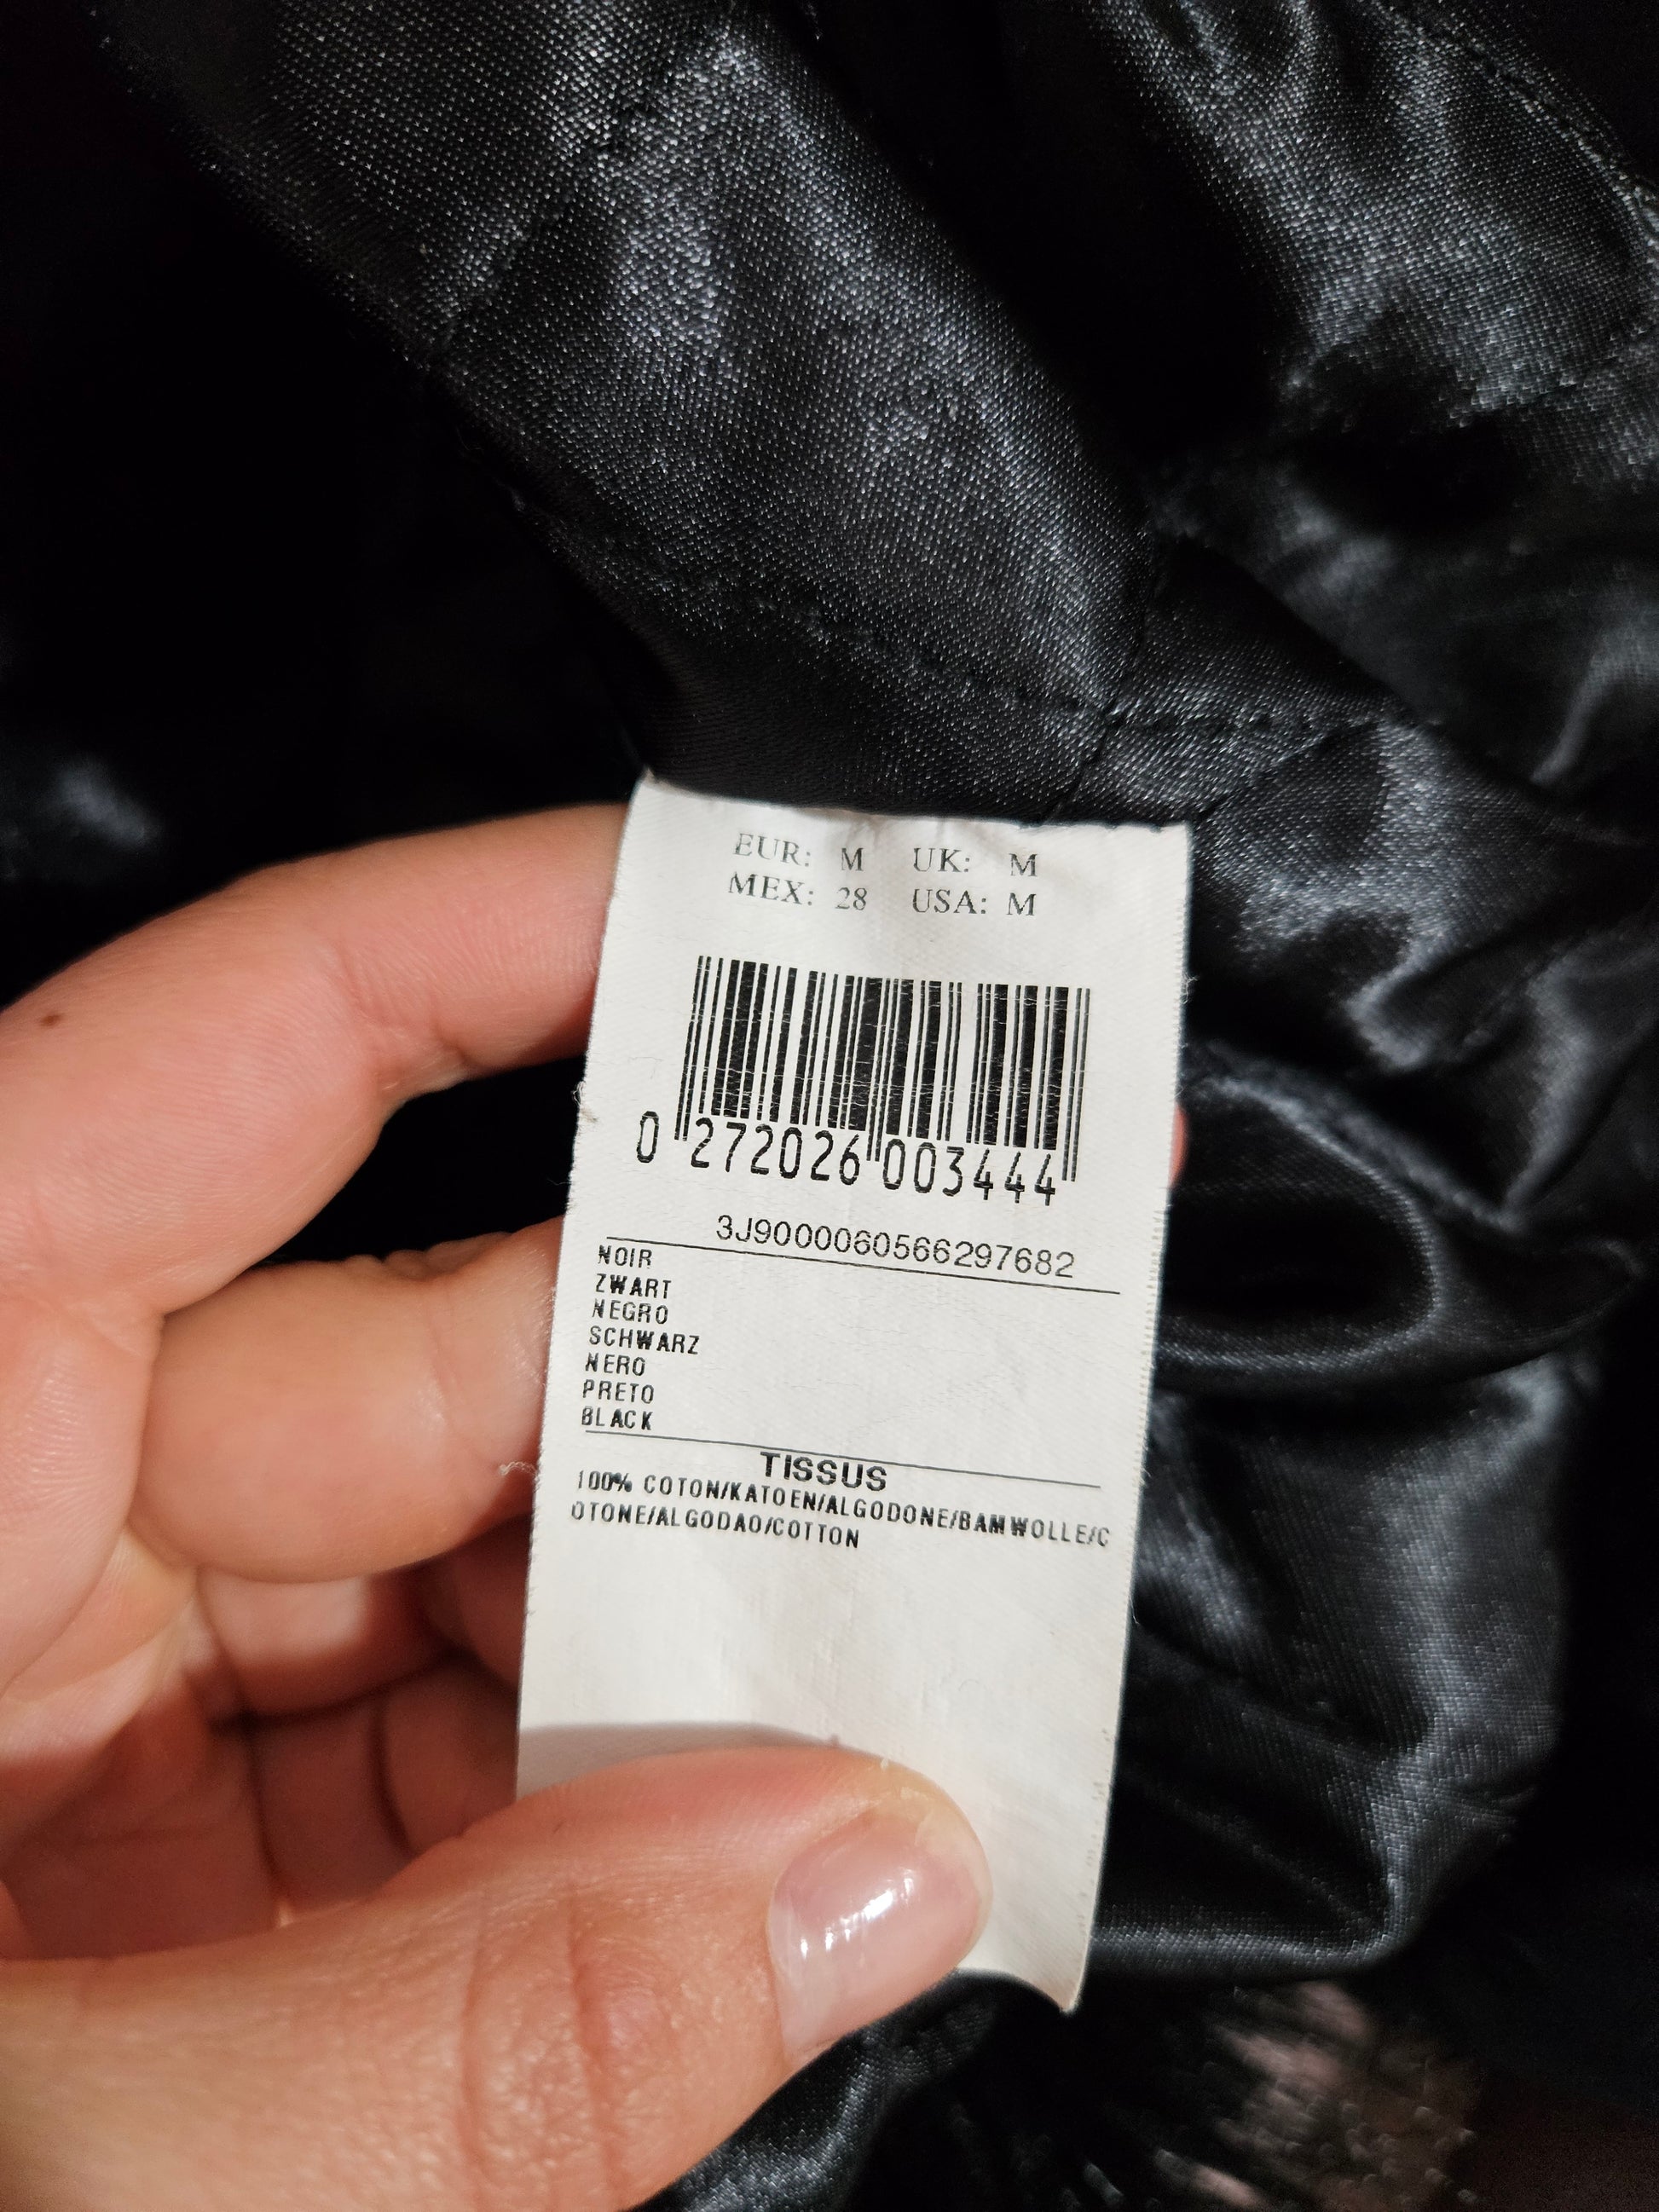 EUR: M UK: M
MEX: 28 USA: M
0 272026 003444
3J9000060566297682
NOIR
ZWART
NEGRO
SCHWARZ
NERO
PRETO
BLACK
TISSUS
100% COTON/KATOEN/ALGODONE/BAMWOLLE/C
OTONE/ALGODAO/COTTON